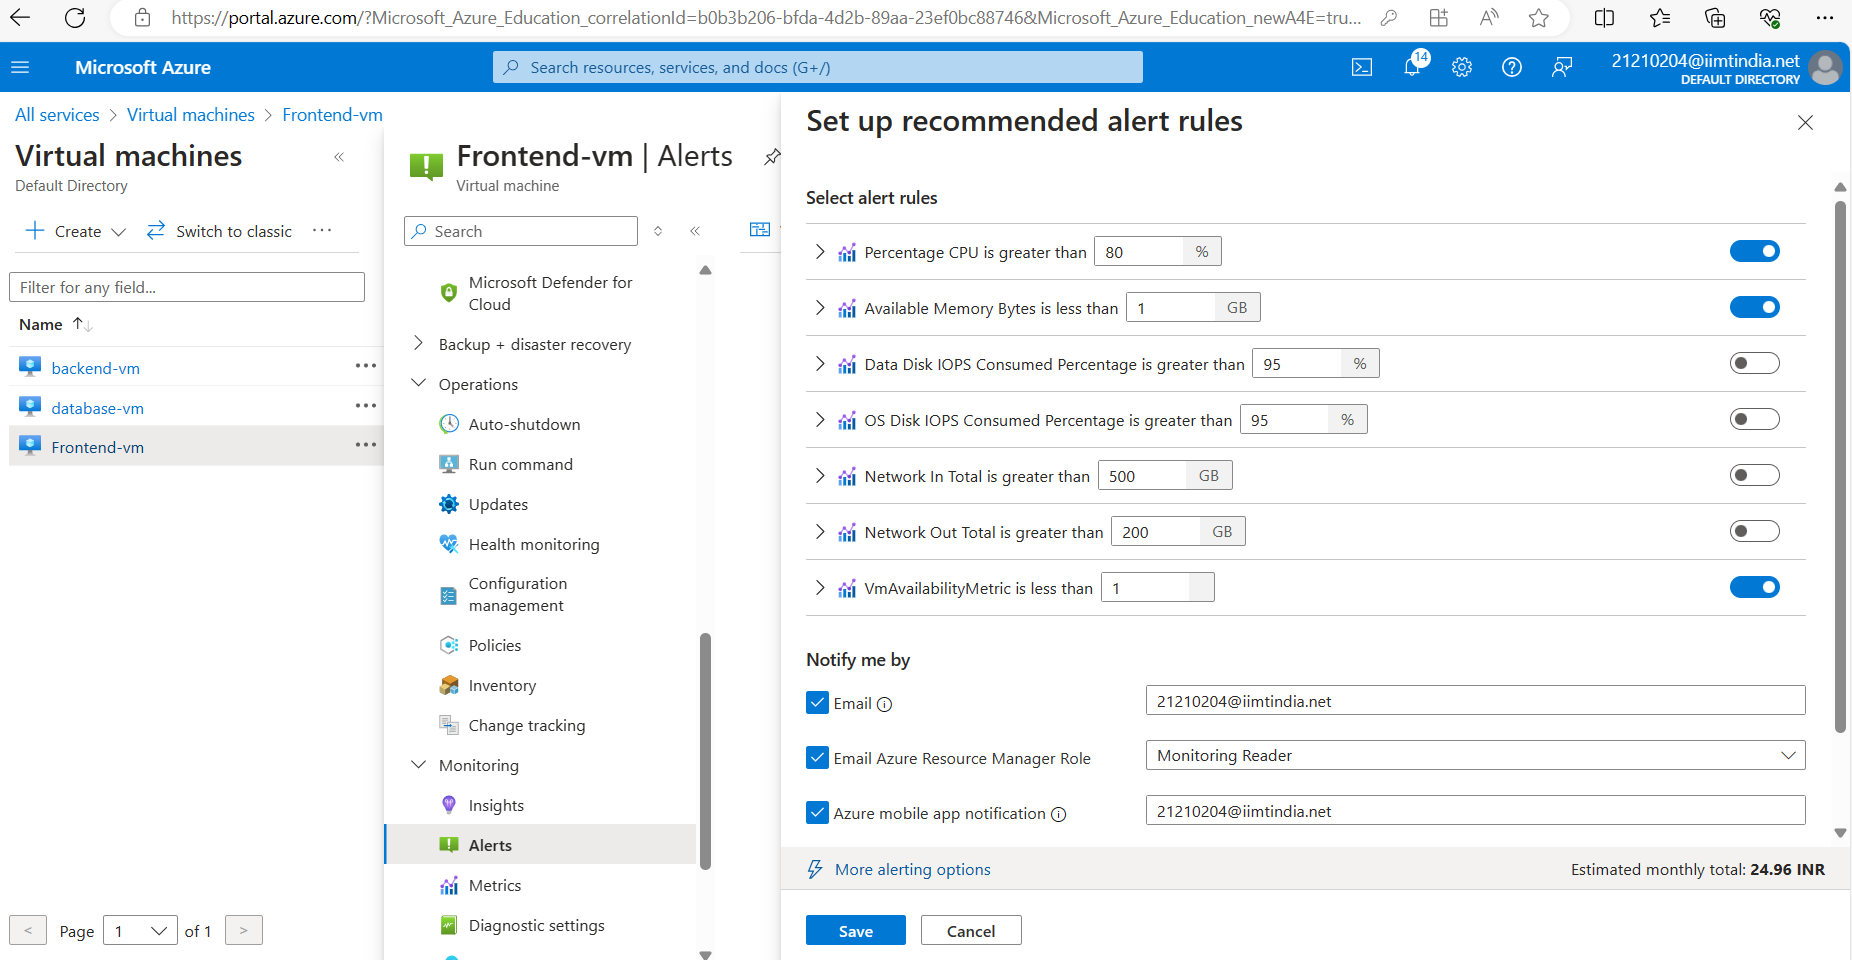 https://portal.azure.com/?Microsoft_Azure_Education_correlationId=b0b3b206-bfda-4d2b-89aa-23ef0bc88746&Microsoft_Azure_Education_newA4E=tru...
Microsoft Azure
Search resources, services, and docs (G+/)
14
21210204@iimtindia.net
DEFAULT DIRECTORY
All services > Virtual machines > Frontend-vm
Virtual machines
Default Directory
Create
Switch to classic
Filter for any field...
Name
backend-vm
database-vm
Frontend-vm
< Page 1 of 1 >
Frontend-vm | Alerts
Virtual machine
Search
Microsoft Defender for
Cloud
Backup + disaster recovery
Operations
Auto-shutdown
Run command
Updates
Health monitoring
Configuration
management
Policies
Inventory
Change tracking
Monitoring
Insights
Alerts
Metrics
Diagnostic settings
Set up recommended alert rules
Select alert rules
Percentage CPU is greater than 80 %
Available Memory Bytes is less than 1 GB
Data Disk IOPS Consumed Percentage is greater than 95 %
OS Disk IOPS Consumed Percentage is greater than 95 %
Network In Total is greater than 500 GB
Network Out Total is greater than 200 GB
VmAvailabilityMetric is less than 1
Notify me by
Email 21210204@iimtindia.net
Email Azure Resource Manager Role Monitoring Reader
Azure mobile app notification 21210204@iimtindia.net
More alerting options
Estimated monthly total: 24.96 INR
Save
Cancel